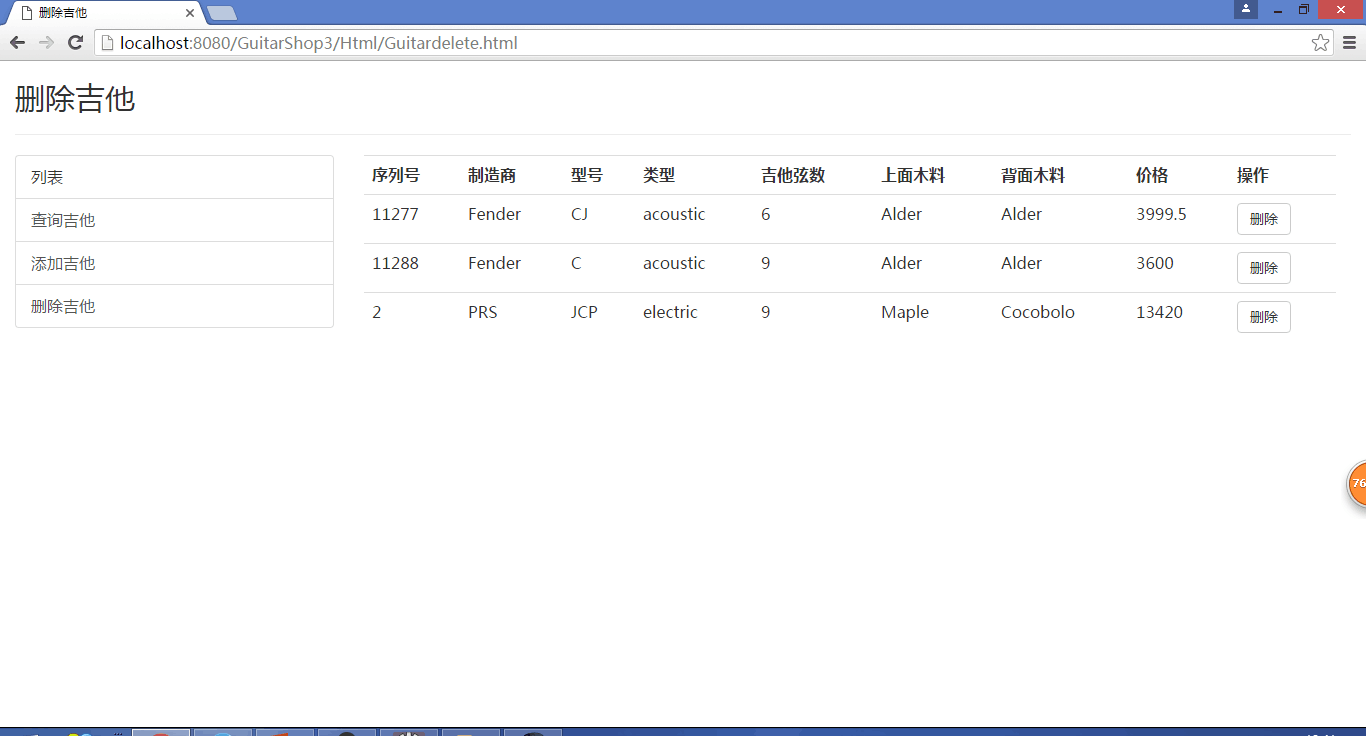 删除吉他
localhost:8080/GuitarShop3/Html/Guitardelete.html
删除吉他
列表
查询吉他
添加吉他
删除吉他
序列号 制造商 型号 类型 吉他弦数 上面木料 背面木料 价格 操作
11277 Fender CJ acoustic 6 Alder Alder 3999.5 删除
11288 Fender C acoustic 9 Alder Alder 3600 删除
2 PRS JCP electric 9 Maple Cocobolo 13420 删除
76